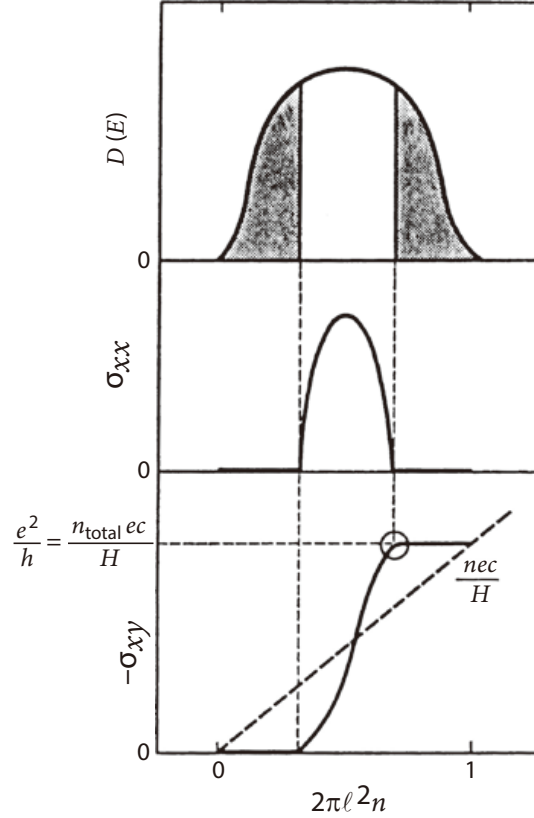 D (E)
0
σxx
0
e²/h = n_total ec/H
nec/H
-σxy
0
0
1
2πℓ²n